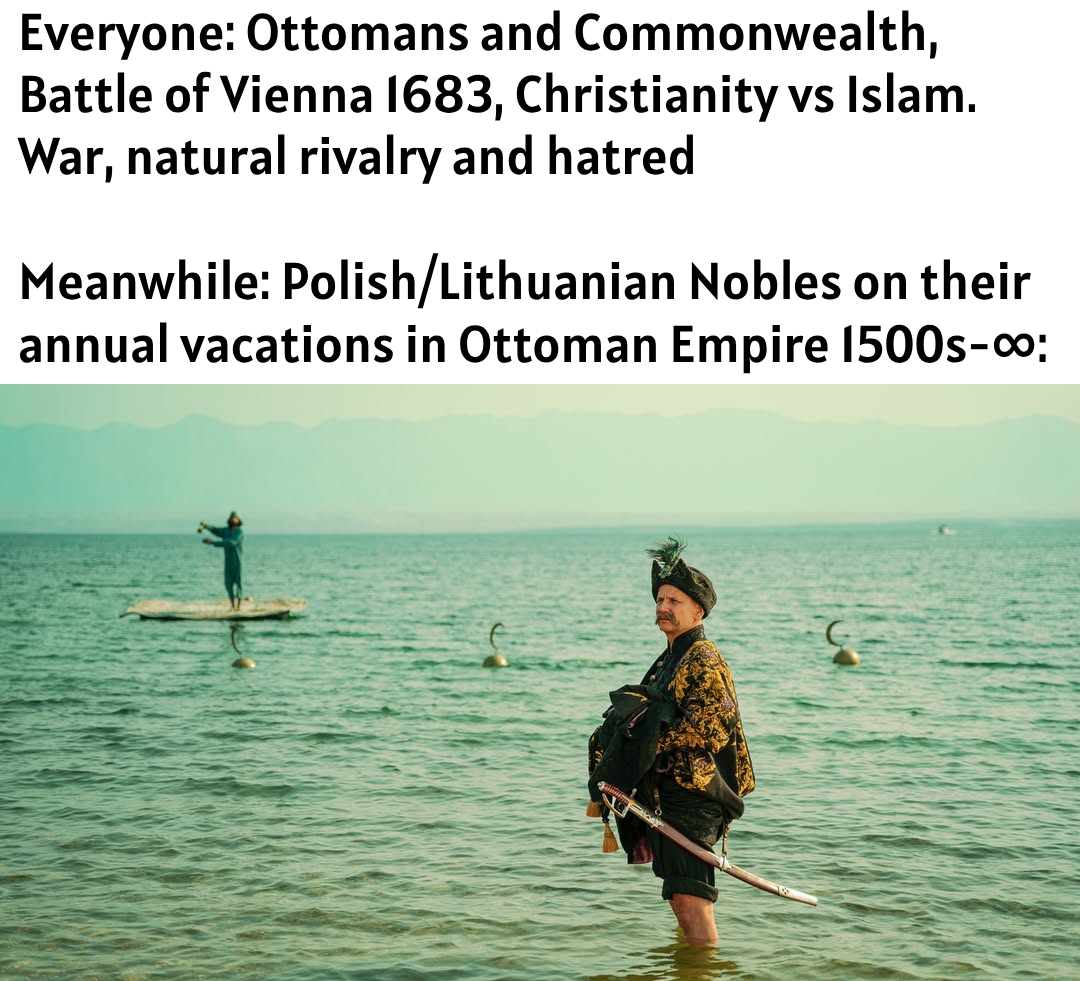 Everyone: Ottomans and Commonwealth,
Battle of Vienna 1683, Christianity vs Islam.
War, natural rivalry and hatred
Meanwhile: Polish/Lithuanian Nobles on their
annual vacations in Ottoman Empire 1500s-∞: